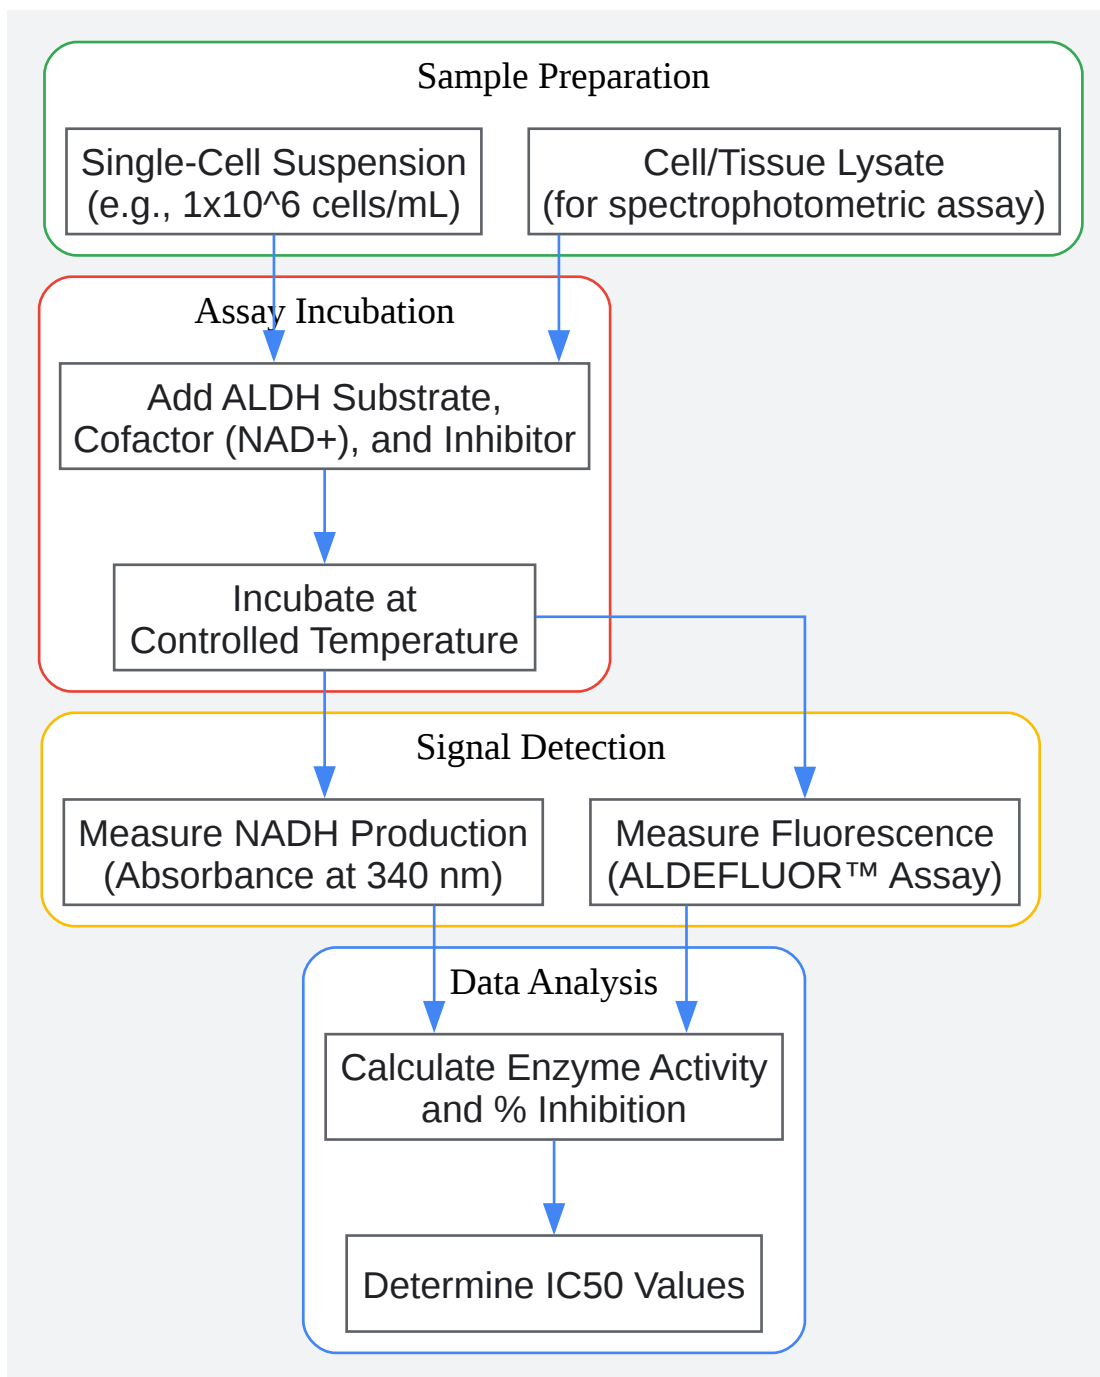 Sample Preparation
Single-Cell Suspension
(e.g., 1x10^6 cells/mL)
Cell/Tissue Lysate
(for spectrophotometric assay)
Assay Incubation
Add ALDH Substrate,
Cofactor (NAD+), and Inhibitor
Incubate at
Controlled Temperature
Signal Detection
Measure NADH Production
(Absorbance at 340 nm)
Measure Fluorescence
(ALDEFLUOR™ Assay)
Data Analysis
Calculate Enzyme Activity
and % Inhibition
Determine IC50 Values